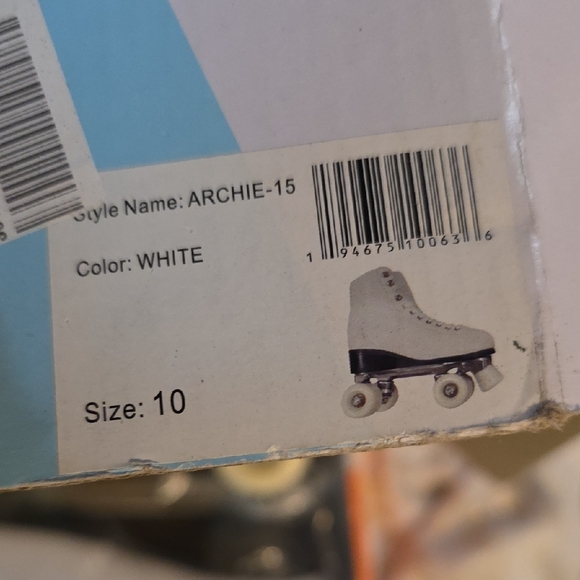 Style Name: ARCHIE-15
1 94675 10063 6
Color: WHITE
Size: 10